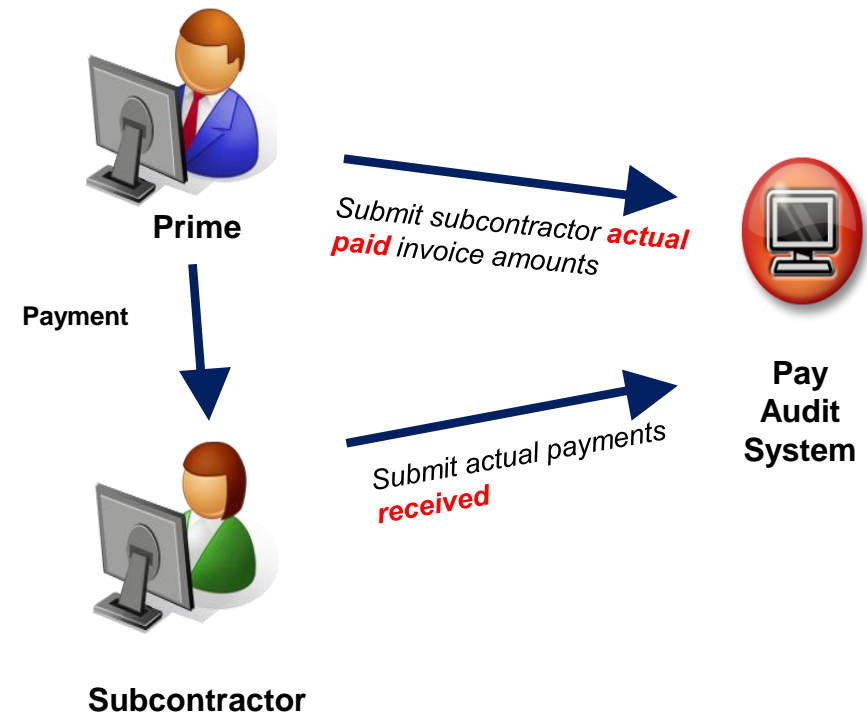 Prime
Submit subcontractor actual
paid invoice amounts
Payment
Pay
Audit
System
Submit actual payments
received
Subcontractor